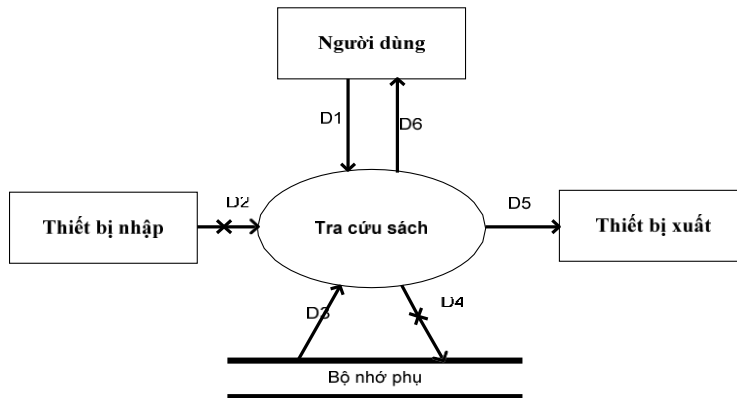 Người dùng
D1
D6
Thiết bị nhập
D2
Tra cứu sách
D5
Thiết bị xuất
D3
D4
Bộ nhớ phụ